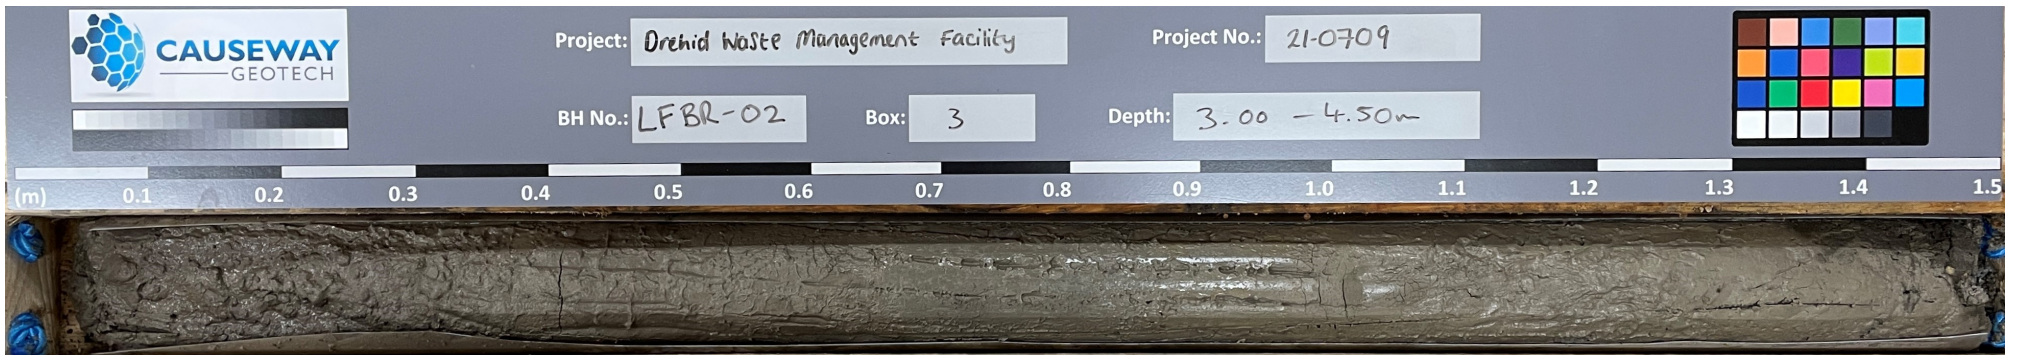 CAUSEWAY
GEOTECH
Project: Drehid Waste Management Facility
Project No.: 21-0709
BH No.: LFBR-02
Box: 3
Depth: 3.00 - 4.50m
(m) 0.1 0.2 0.3 0.4 0.5 0.6 0.7 0.8 0.9 1.0 1.1 1.2 1.3 1.4 1.5